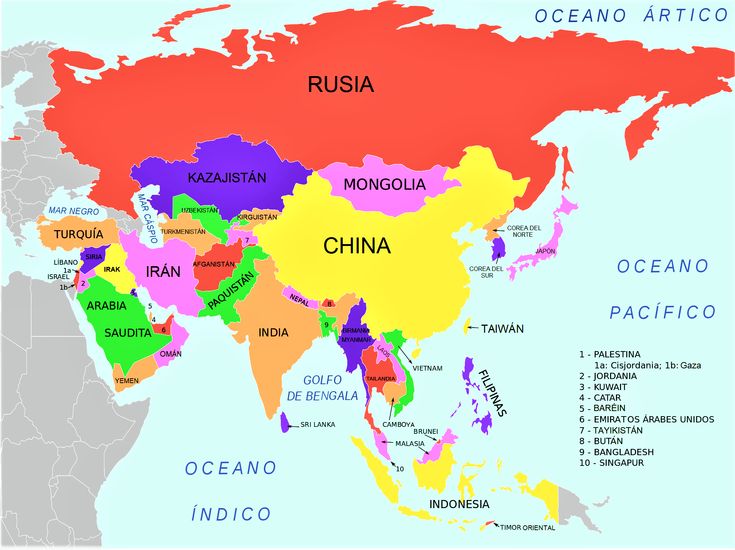 OCEANO ÁRTICO
RUSIA
KAZAJISTÁN
MONGOLIA
MAR NEGRO
MAR CÁSPIO
UZBEKISTÁN
KIRGUISTÁN
TURKMENISTÁN
COREA DEL
NORTE
TURQUÍA
CHINA
7
JAPÓN
SIRIA
LÍBANO
1a
ISRAEL
1b
2
IRAK
IRÁN
AFGANISTÁN
COREA DEL
SUR
OCEANO
PACÍFICO
PAQUISTÁN
3
ARABIA
SAUDITA
5
4
6
NEPAL
8
9
INDIA
BIRMANIA
MYANMAR
LAOS
TAIWÁN
OMÁN
YEMEN
VIETNAM
TAILANDIA
GOLFO
DE BENGALA
FILIPINAS
SRI LANKA
CAMBOYA
BRUNEI
MALASIA
10
OCEANO
ÍNDICO
INDONESIA
TIMOR ORIENTAL
1 - PALESTINA
1a: Cisjordania; 1b: Gaza
2 - JORDANIA
3 - KUWAIT
4 - CATAR
5 - BARÉIN
6 - EMIRATOS ÁRABES UNIDOS
7 - TAYIKISTÁN
8 - BUTÁN
9 - BANGLADESH
10 - SINGAPUR